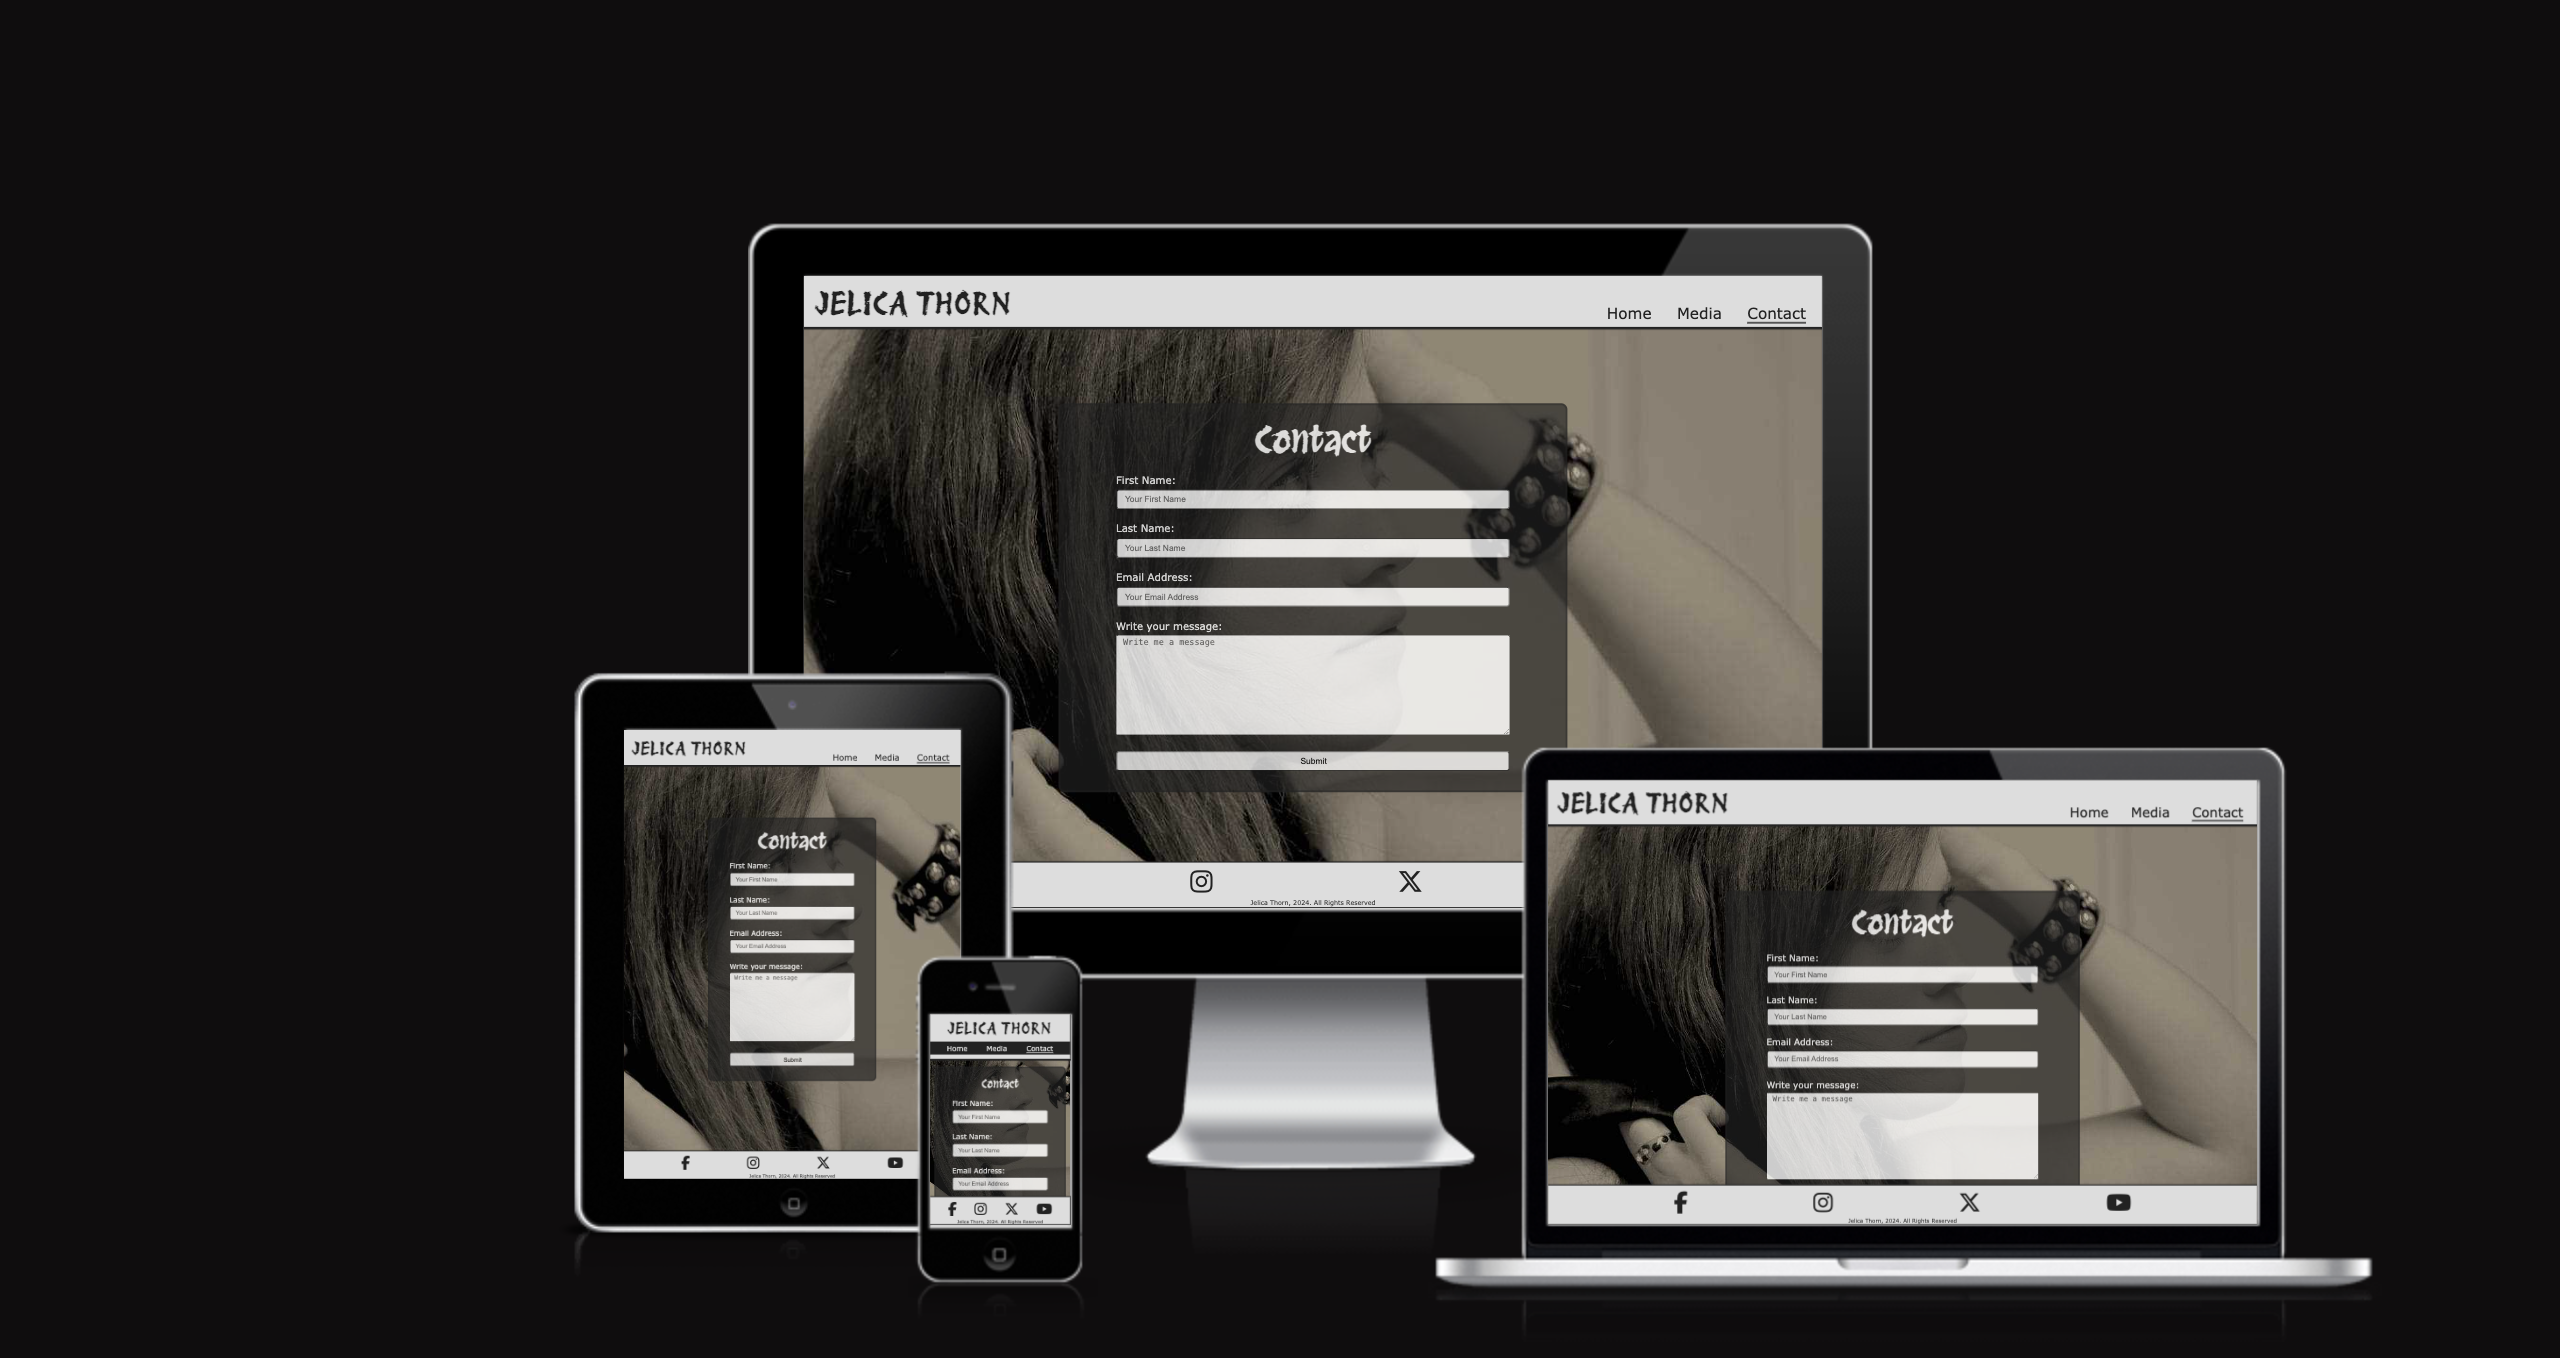 JELICA THORN
Home Media Contact
Contact
First Name:
Your First Name
Last Name:
Your Last Name
Email Address:
Your Email Address
Write your message:
Write me a message
Submit
Jelica Thorn, 2024. All Rights Reserved
JELICA THORN
Home Media Contact
Contact
First Name:
Your First Name
Last Name:
Your Last Name
Email Address:
Your Email Address
Write your message:
Write me a message
Submit
Jelica Thorn, 2024. All Rights Reserved
JELICA THORN
Home Media Contact
Contact
First Name:
Your First Name
Last Name:
Your Last Name
Email Address:
Your Email Address
Jelica Thorn, 2024. All Rights Reserved
JELICA THORN
Home Media Contact
Contact
First Name:
Your First Name
Last Name:
Your Last Name
Email Address:
Your Email Address
Write your message:
Write me a message
Jelica Thorn, 2024. All Rights Reserved